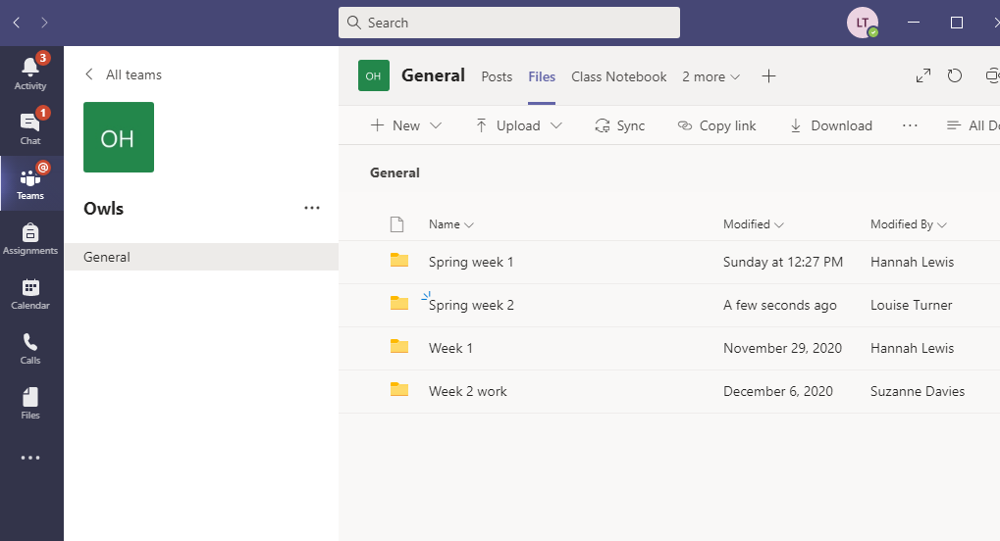 Search
LT
3
Activity
1
Chat
@
Teams
Assignments
Calendar
Calls
Files
All teams
OH
Owls
General
OH General Posts Files Class Notebook 2 more
New Upload Sync Copy link Download All Do
General
Name Modified Modified By
Spring week 1 Sunday at 12:27 PM Hannah Lewis
Spring week 2 A few seconds ago Louise Turner
Week 1 November 29, 2020 Hannah Lewis
Week 2 work December 6, 2020 Suzanne Davies